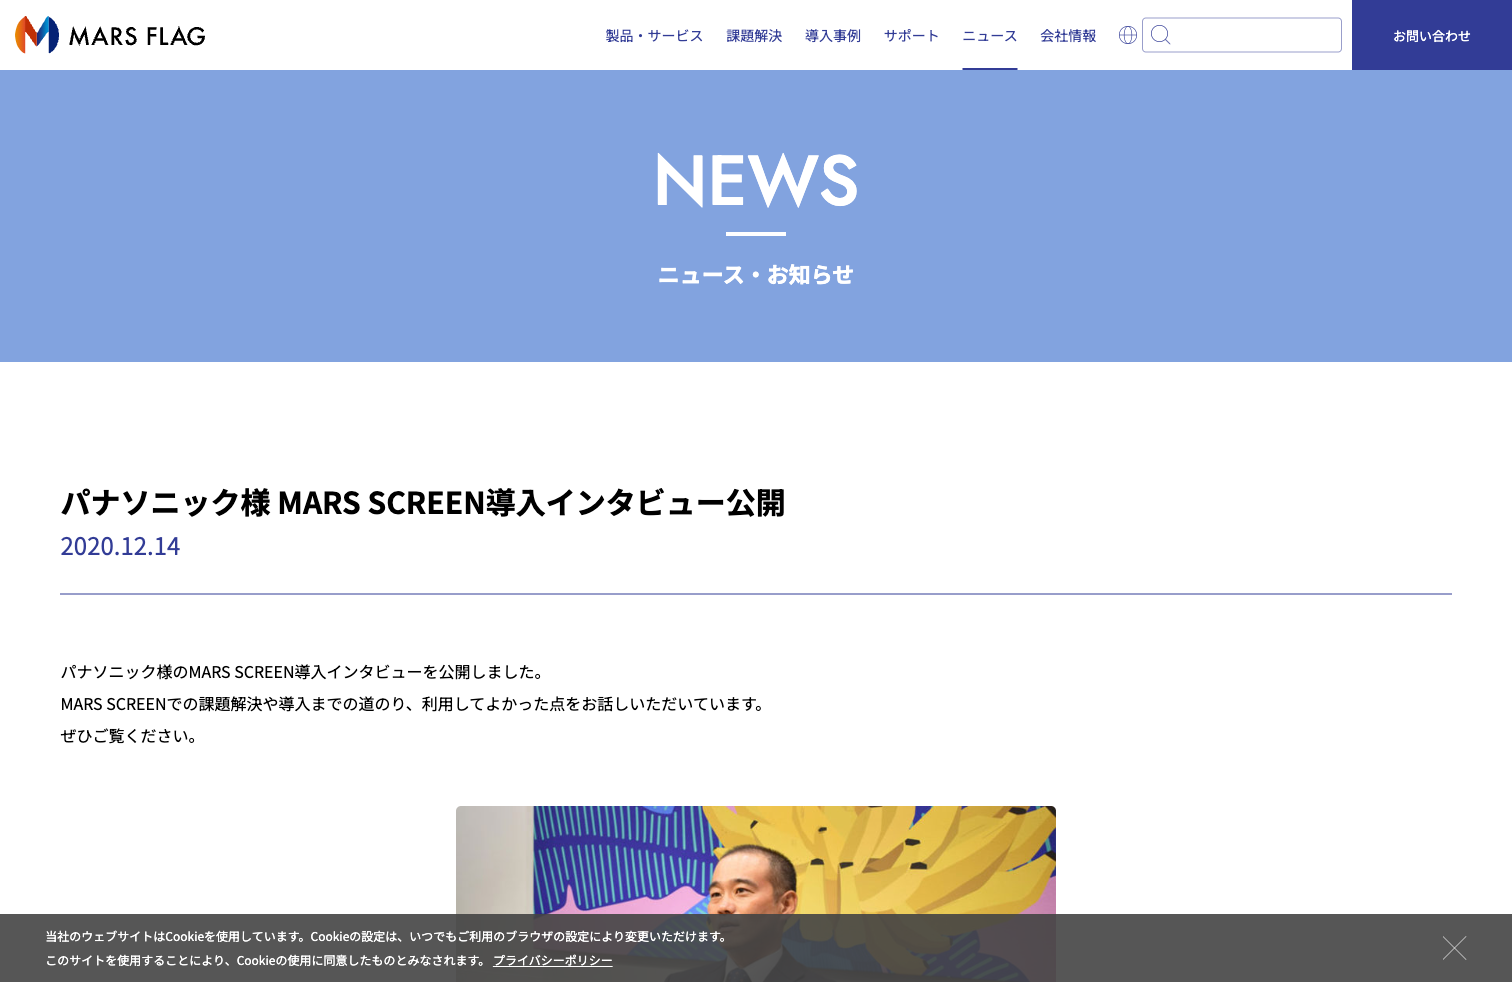 MARS FLAG
製品・サービス 課題解決 導入事例 サポート ニュース 会社情報 お問い合わせ
NEWS
ニュース・お知らせ
パナソニック様 MARS SCREEN導入インタビュー公開
2020.12.14
パナソニック様のMARS SCREEN導入インタビューを公開しました。
MARS SCREENでの課題解決や導入までの道のり、利用してよかった点をお話しいただいています。
ぜひご覧ください。
当社のウェブサイトはCookieを使用しています。Cookieの設定は、いつでもご利用のブラウザの設定により変更いただけます。
このサイトを使用することにより、Cookieの使用に同意したものとみなされます。 プライバシーポリシー